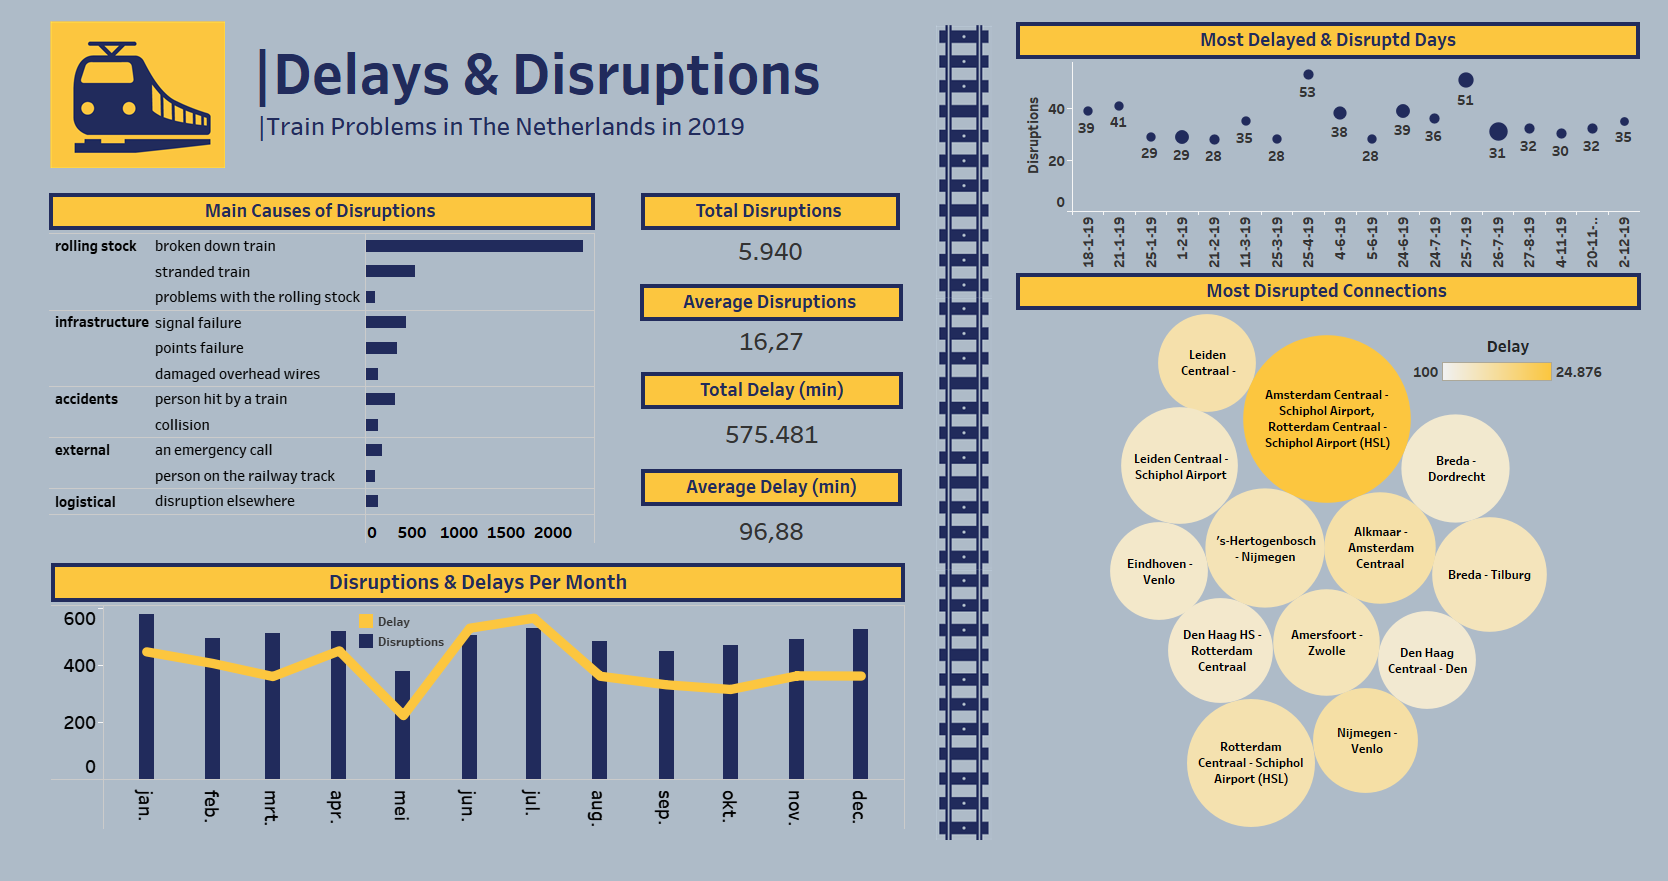 |Delays & Disruptions
|Train Problems in The Netherlands in 2019
Main Causes of Disruptions
rolling stock broken down train
stranded train
problems with the rolling stock
infrastructure signal failure
points failure
damaged overhead wires
accidents person hit by a train
collision
external an emergency call
person on the railway track
logistical disruption elsewhere
0 500 1000 1500 2000
Total Disruptions
5.940
Average Disruptions
16,27
Total Delay (min)
575.481
Average Delay (min)
96,88
Disruptions & Delays Per Month
Delay
Disruptions
600
400
200
0
jan. feb. mrt. apr. mei jun. jul. aug. sep. okt. nov. dec.
Most Delayed & Disruptd Days
Disruptions
40
20
0
39 41 29 29 28 35 28 53 38 28 39 36 51 31 32 30 32 35
18-1-19 21-1-19 25-1-19 1-2-19 21-2-19 11-3-19 25-3-19 25-4-19 4-6-19 5-6-19 24-6-19 24-7-19 25-7-19 26-7-19 27-8-19 4-11-19 20-11-.. 2-12-19
Most Disrupted Connections
Delay
100 24.876
Leiden
Centraal -
Amsterdam Centraal -
Schiphol Airport,
Rotterdam Centraal -
Schiphol Airport (HSL)
Leiden Centraal -
Schiphol Airport
Breda -
Dordrecht
's-Hertogenbosch
- Nijmegen
Alkmaar -
Amsterdam
Centraal
Eindhoven -
Venlo
Breda - Tilburg
Den Haag HS -
Rotterdam
Centraal
Amersfoort -
Zwolle
Den Haag
Centraal - Den
Rotterdam
Centraal - Schiphol
Airport (HSL)
Nijmegen -
Venlo